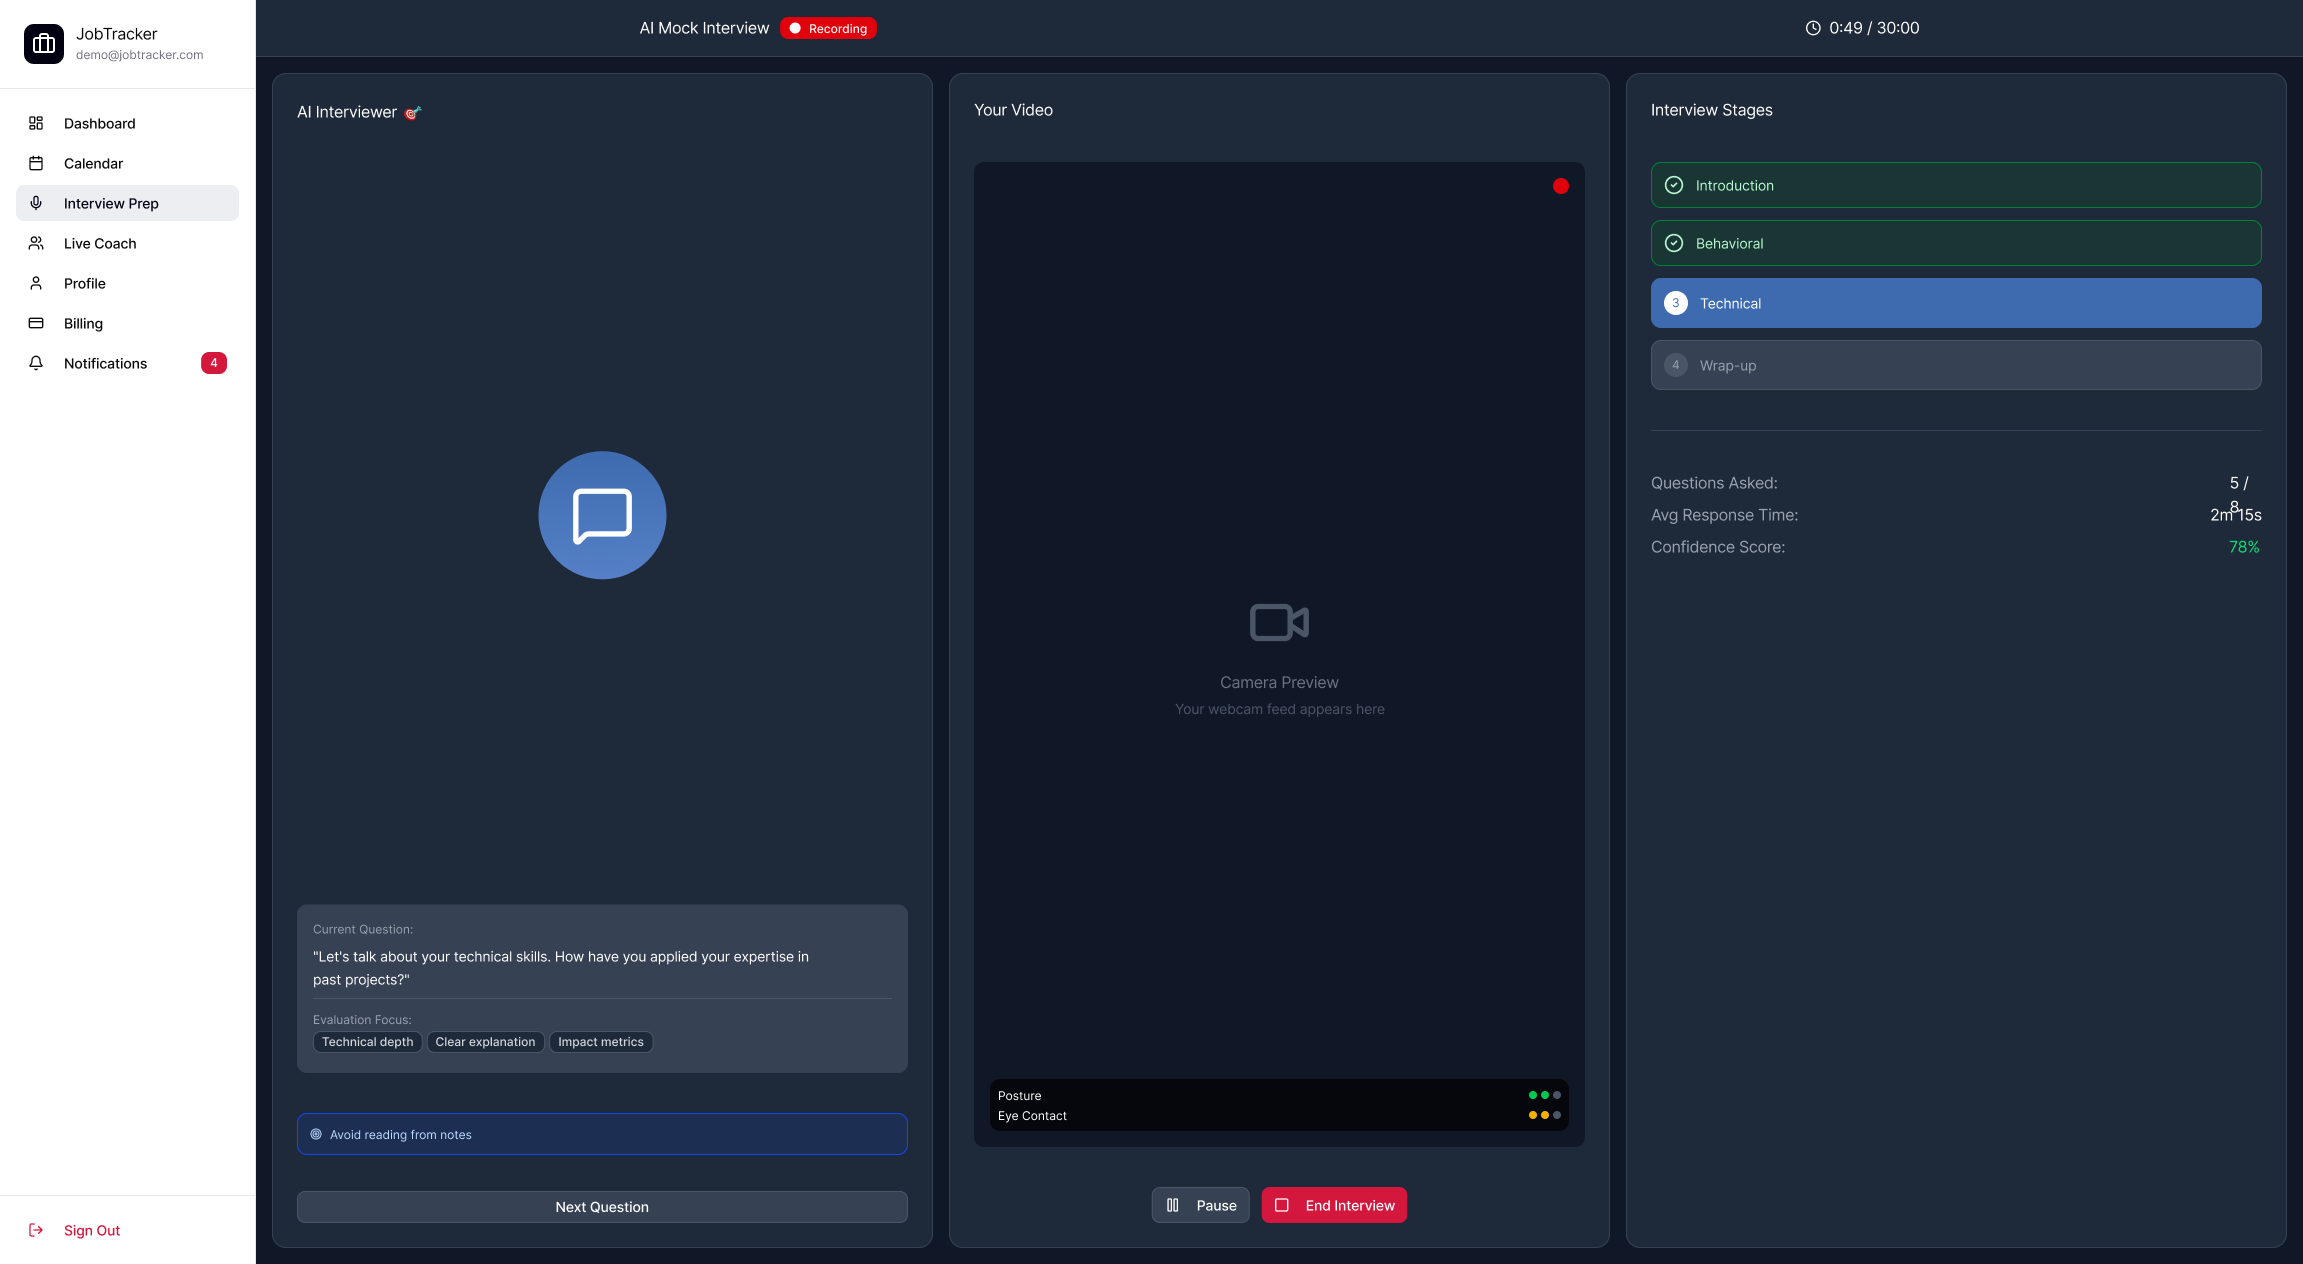 JobTracker
demo@jobtracker.com
Dashboard
Calendar
Interview Prep
Live Coach
Profile
Billing
Notifications
4
Sign Out
AI Mock Interview
Recording
0:49 / 30:00
AI Interviewer
Current Question:
"Let's talk about your technical skills. How have you applied your expertise in
past projects?"
Evaluation Focus:
Technical depth
Clear explanation
Impact metrics
Avoid reading from notes
Next Question
Your Video
Camera Preview
Your webcam feed appears here
Posture
Eye Contact
Pause
End Interview
Interview Stages
Introduction
Behavioral
3 Technical
4 Wrap-up
Questions Asked: 5 /
8
Avg Response Time: 2m 15s
Confidence Score: 78%